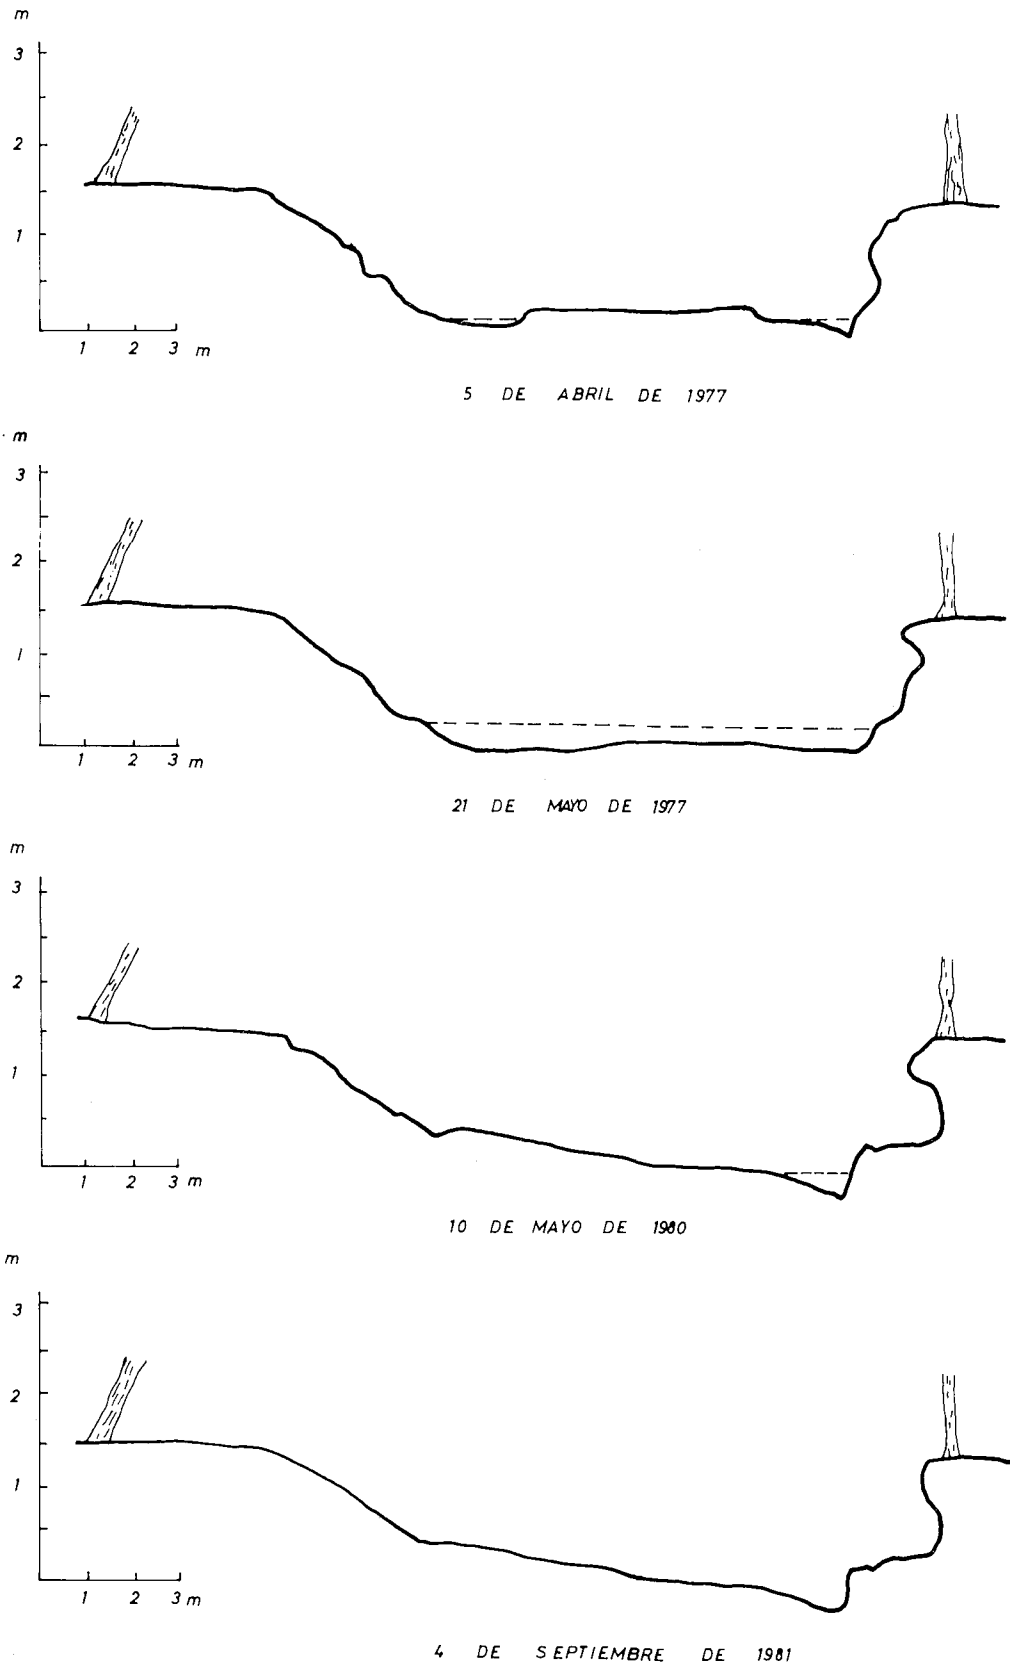 m
3
2
1
1 2 3 m
5 DE ABRIL DE 1977
m
3
2
1
1 2 3 m
21 DE MAYO DE 1977
m
3
2
1
1 2 3 m
10 DE MAYO DE 1980
m
3
2
1
1 2 3 m
4 DE SEPTIEMBRE DE 1981